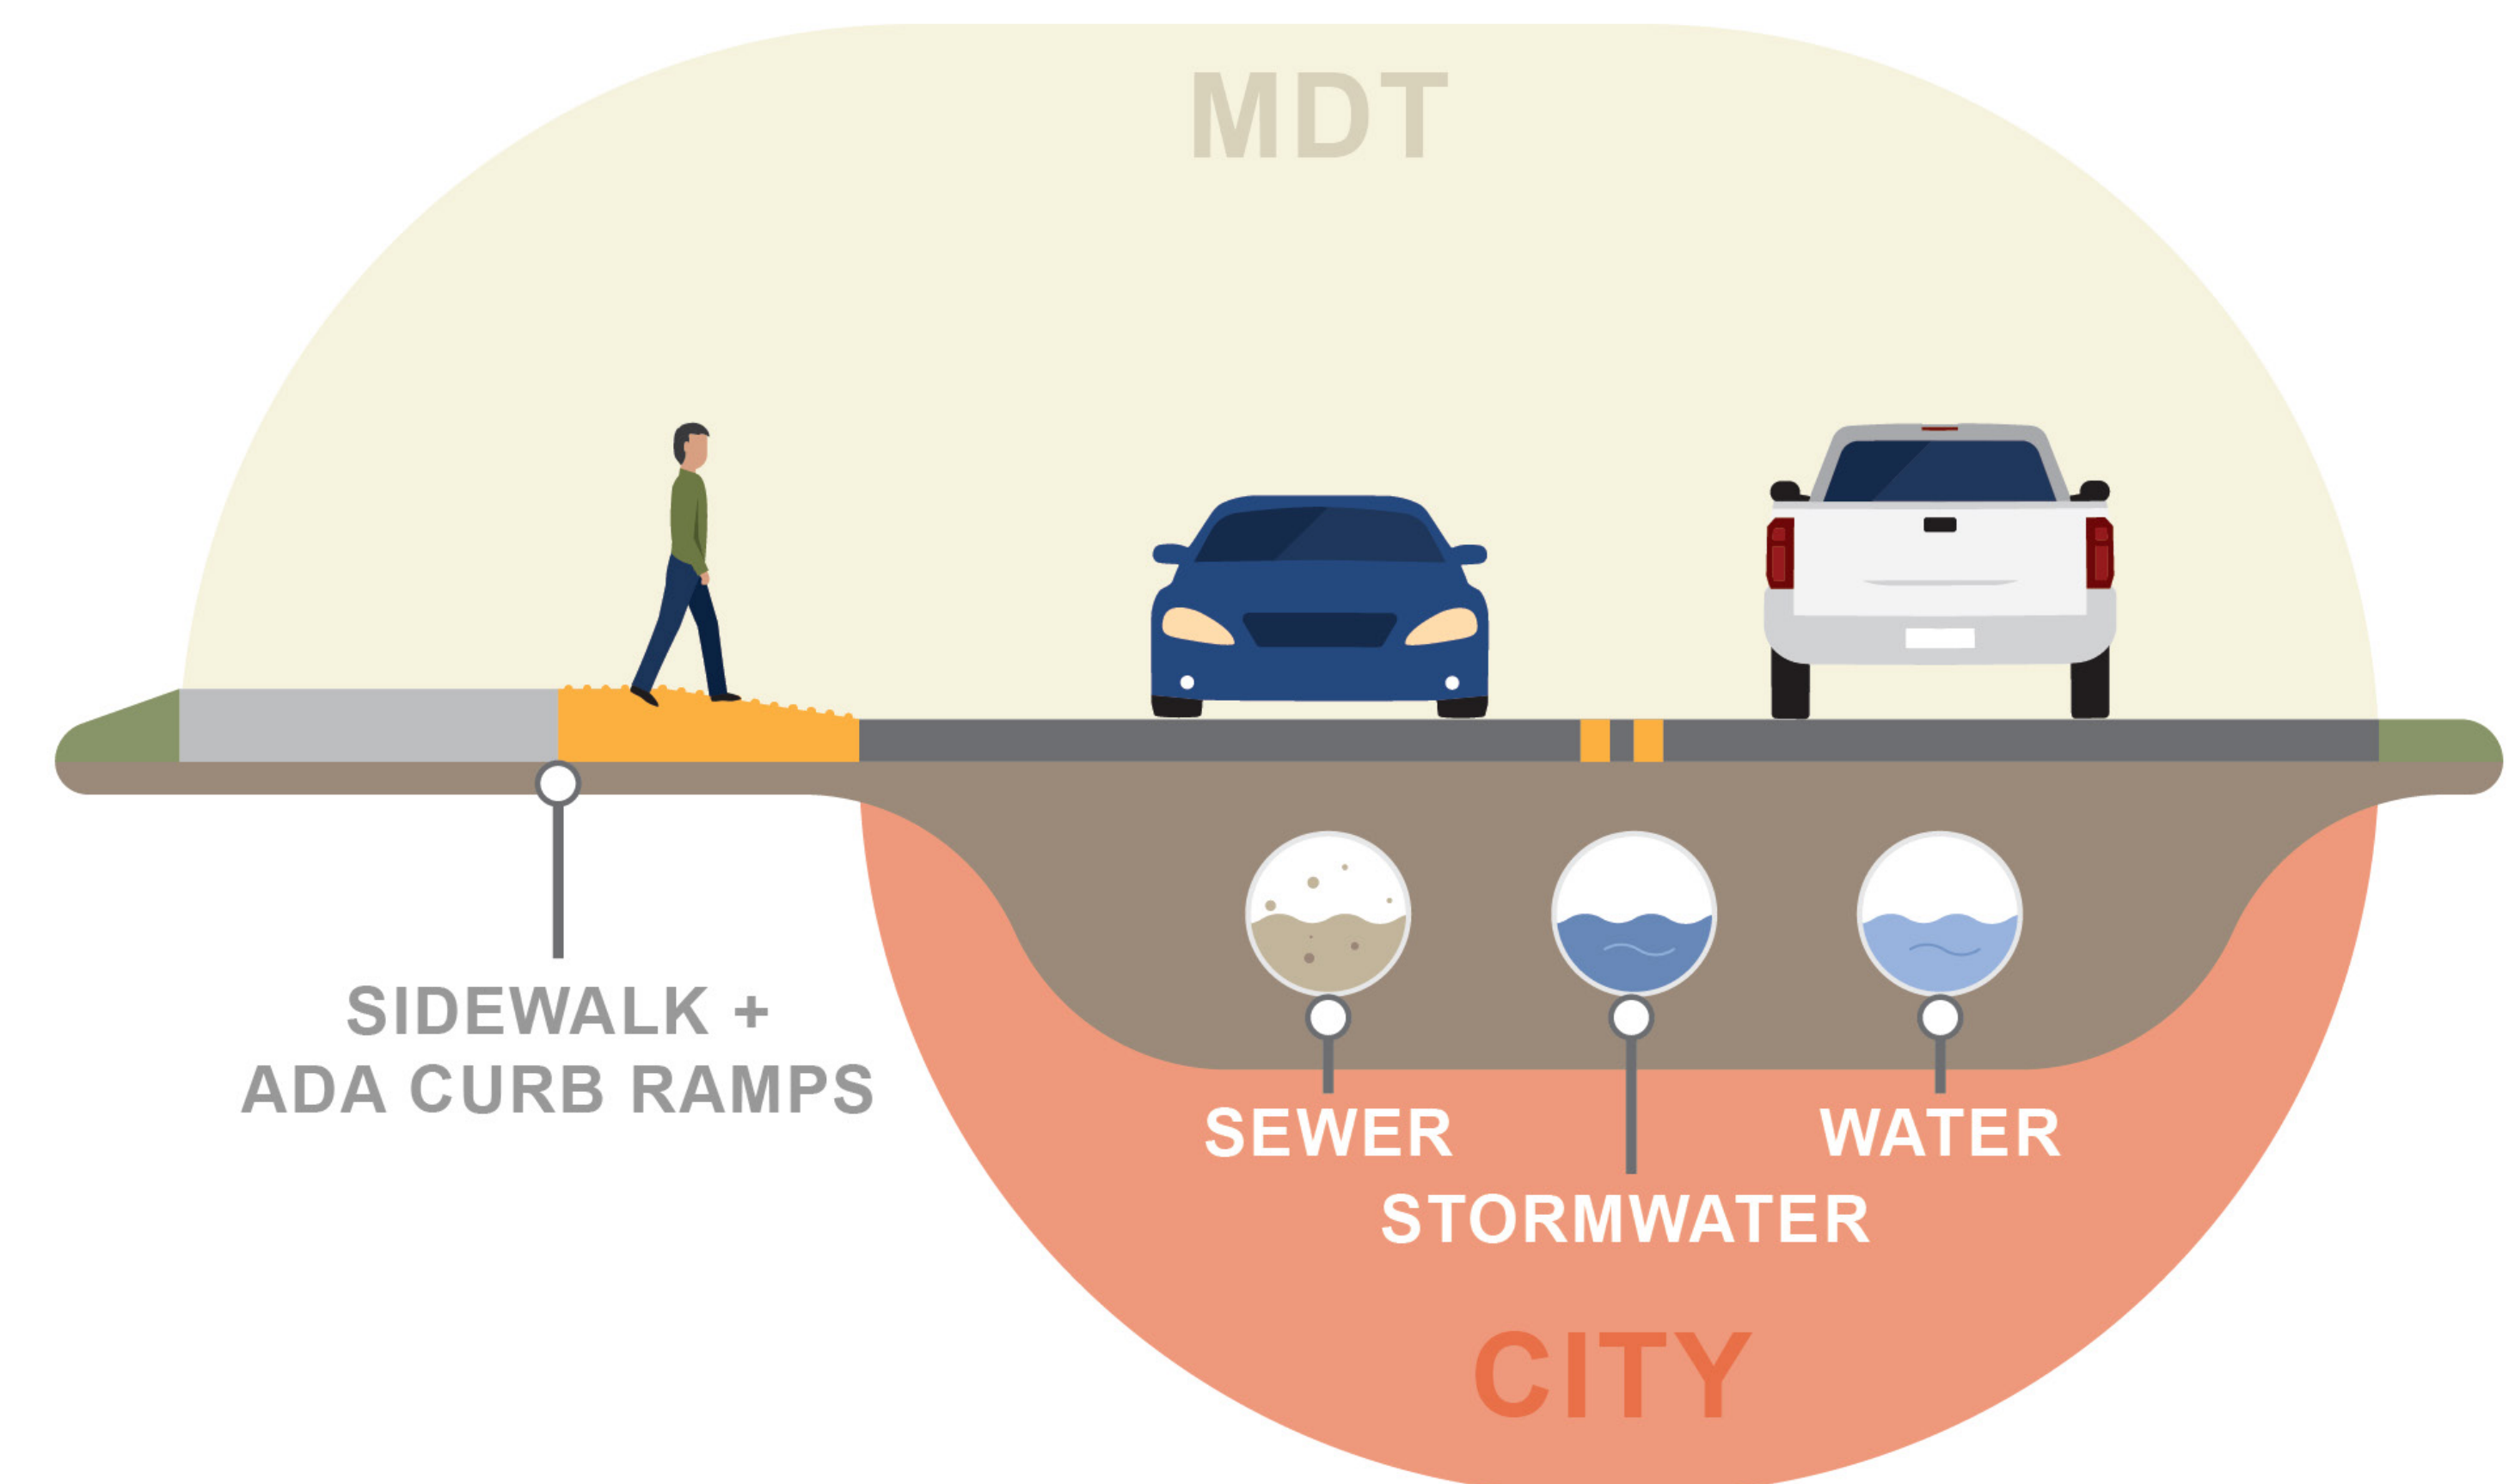 MDT
SIDEWALK +
ADA CURB RAMPS
SEWER
WATER
STORMWATER
CITY